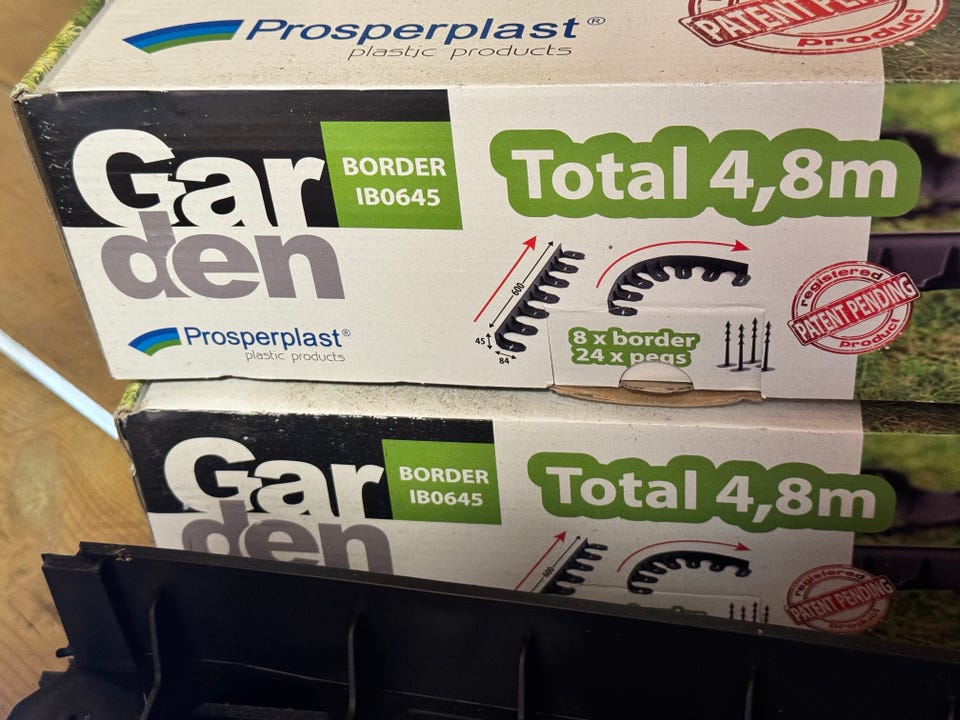 Prosperplast®
plastic products
PATENT PENDING
product
Gar
den
BORDER
IB0645
Total 4,8m
600
45
84
8 x border
24 x pegs
registered
PATENT PENDING
product
Prosperplast®
plastic products
Gar
den
BORDER
IB0645
Total 4,8m
600
registered
PATENT PENDING
product